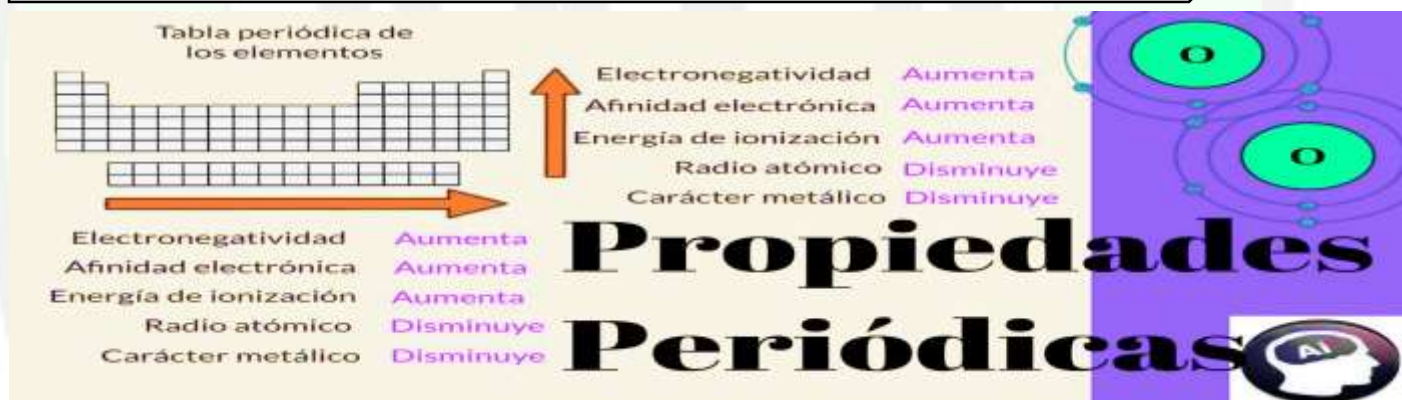 Tabla periódica de
los elementos
Electronegatividad Aumenta
Afinidad electrónica Aumenta
Energía de ionización Aumenta
Radio atómico Disminuye
Carácter metálico Disminuye
Electronegatividad Aumenta
Afinidad electrónica Aumenta
Energía de ionización Aumenta
Radio atómico Disminuye
Carácter metálico Disminuye
Propiedades
Periódicas
O
O
AI